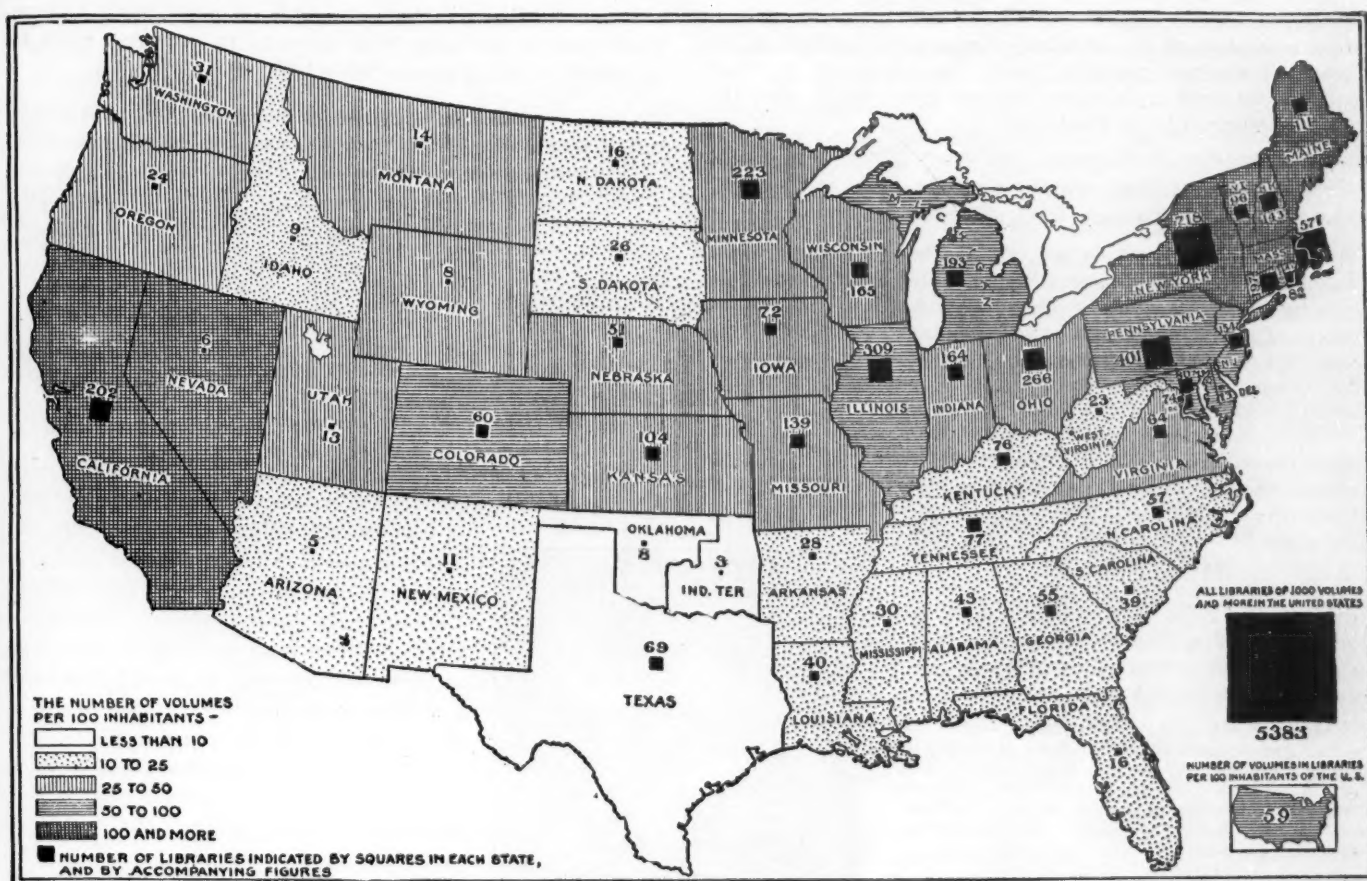 31
WASHINGTON
24
OREGON
9
IDAHO
14
MONTANA
8
WYOMING
16
N. DAKOTA
26
S. DAKOTA
223
MINNESOTA
WISCONSIN
165
MICHIGAN
193
202
CALIFORNIA
6
NEVADA
UTAH
13
60
COLORADO
51
NEBRASKA
104
KANSAS
72
IOWA
139
MISSOURI
309
ILLINOIS
164
INDIANA
266
OHIO
PENNSYLVANIA
401
718
NEW YORK
MAINE
96
143
571
MASS
N.J.
DEL
74
23
WEST
VIRGINIA
64
VIRGINIA
76
KENTUCKY
77
TENNESSEE
57
N. CAROLINA
S. CAROLINA
39
5
ARIZONA
11
NEW MEXICO
OKLAHOMA
8
3
IND. TER
69
TEXAS
28
ARKANSAS
40
LOUISIANA
30
MISSISSIPPI
43
ALABAMA
55
GEORGIA
FLORIDA
16
ALL LIBRARIES OF 1000 VOLUMES
AND MORE IN THE UNITED STATES
5383
NUMBER OF VOLUMES IN LIBRARIES
PER 100 INHABITANTS OF THE U. S.
59
THE NUMBER OF VOLUMES
PER 100 INHABITANTS –
LESS THAN 10
10 TO 25
25 TO 50
50 TO 100
100 AND MORE
NUMBER OF LIBRARIES INDICATED BY SQUARES IN EACH STATE,
AND BY ACCOMPANYING FIGURES